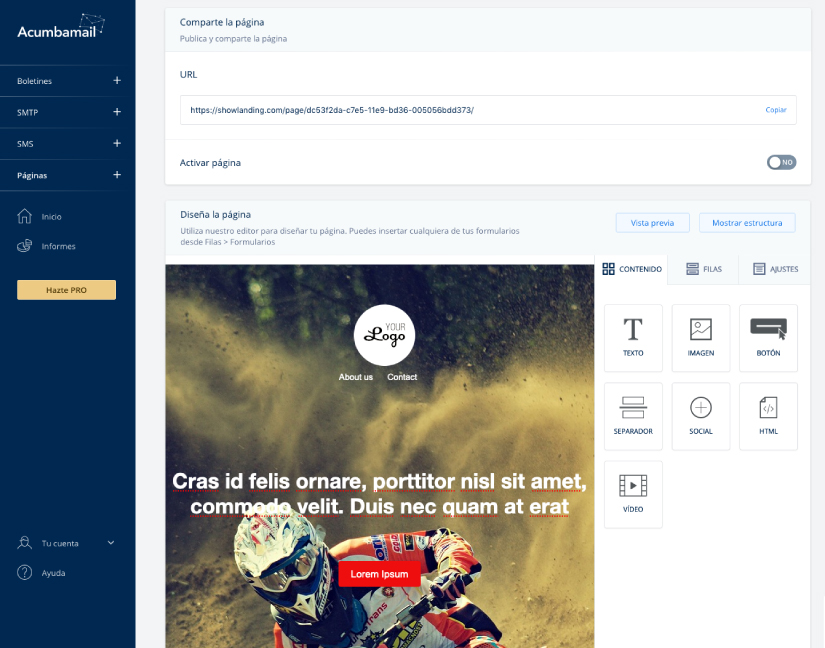 Acumbamail
Boletines
SMTP
SMS
Páginas
Inicio
Informes
Hazte PRO
Tu cuenta
Ayuda
Comparte la página
Publica y comparte la página
URL
https://showlanding.com/page/dc53f2da-c7e5-11e9-bd36-005056bdd373/
Copiar
Activar página
NO
Diseña la página
Utiliza nuestro editor para diseñar tu página. Puedes insertar cualquiera de tus formularios
desde Filas > Formularios
Vista previa
Mostrar estructura
YOUR
Logo
About us Contact
Cras id felis ornare, porttitor nisl sit amet,
commodo velit. Duis nec quam at erat
Lorem Ipsum
CONTENIDO
FILAS
AJUSTES
TEXTO
IMAGEN
BOTÓN
SEPARADOR
SOCIAL
HTML
VÍDEO